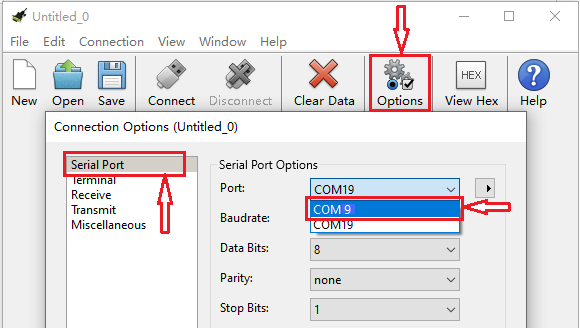 Untitled_0
File Edit Connection View Window Help
New Open Save Connect Disconnect Clear Data Options HEX View Hex Help
Connection Options (Untitled_0)
Serial Port
Terminal
Receive
Transmit
Miscellaneous
Serial Port Options
Port: COM19
COM 9
COM19
Baudrate:
Data Bits: 8
Parity: none
Stop Bits: 1